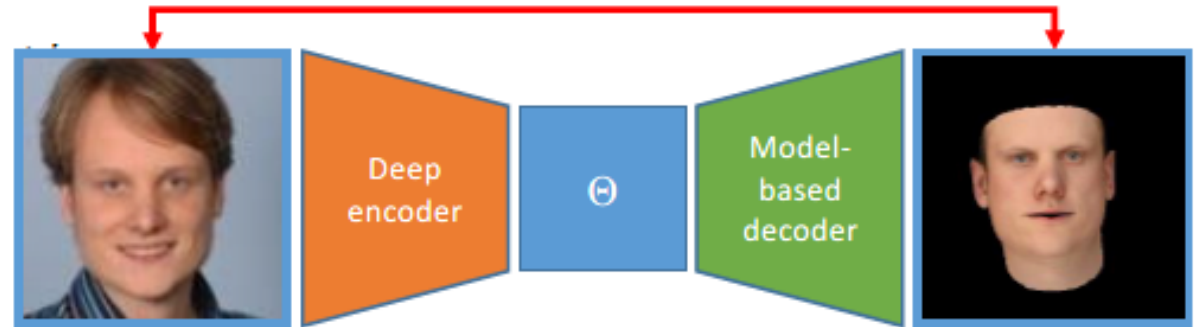 Deep
encoder
Θ
Model-
based
decoder